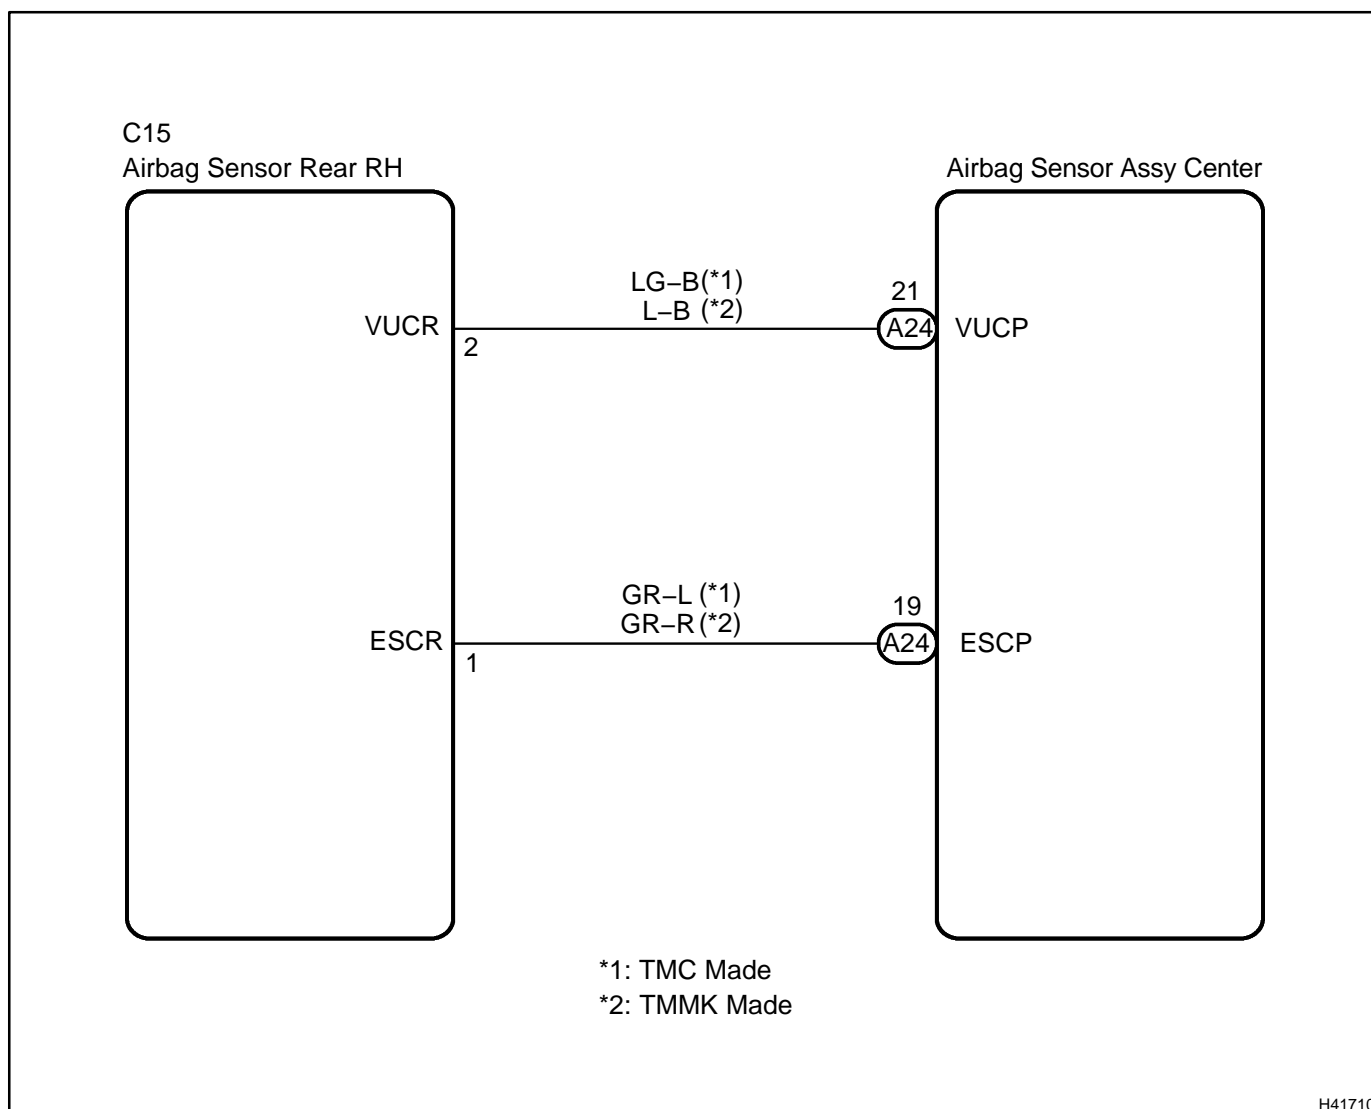 C15
Airbag Sensor Rear RH
Airbag Sensor Assy Center
LG−B(*1)
L−B (*2)
21
VUCR
2
A24
VUCP
GR−L (*1)
GR−R(*2)
19
ESCR
1
A24
ESCP
*1: TMC Made
*2: TMMK Made
H41710